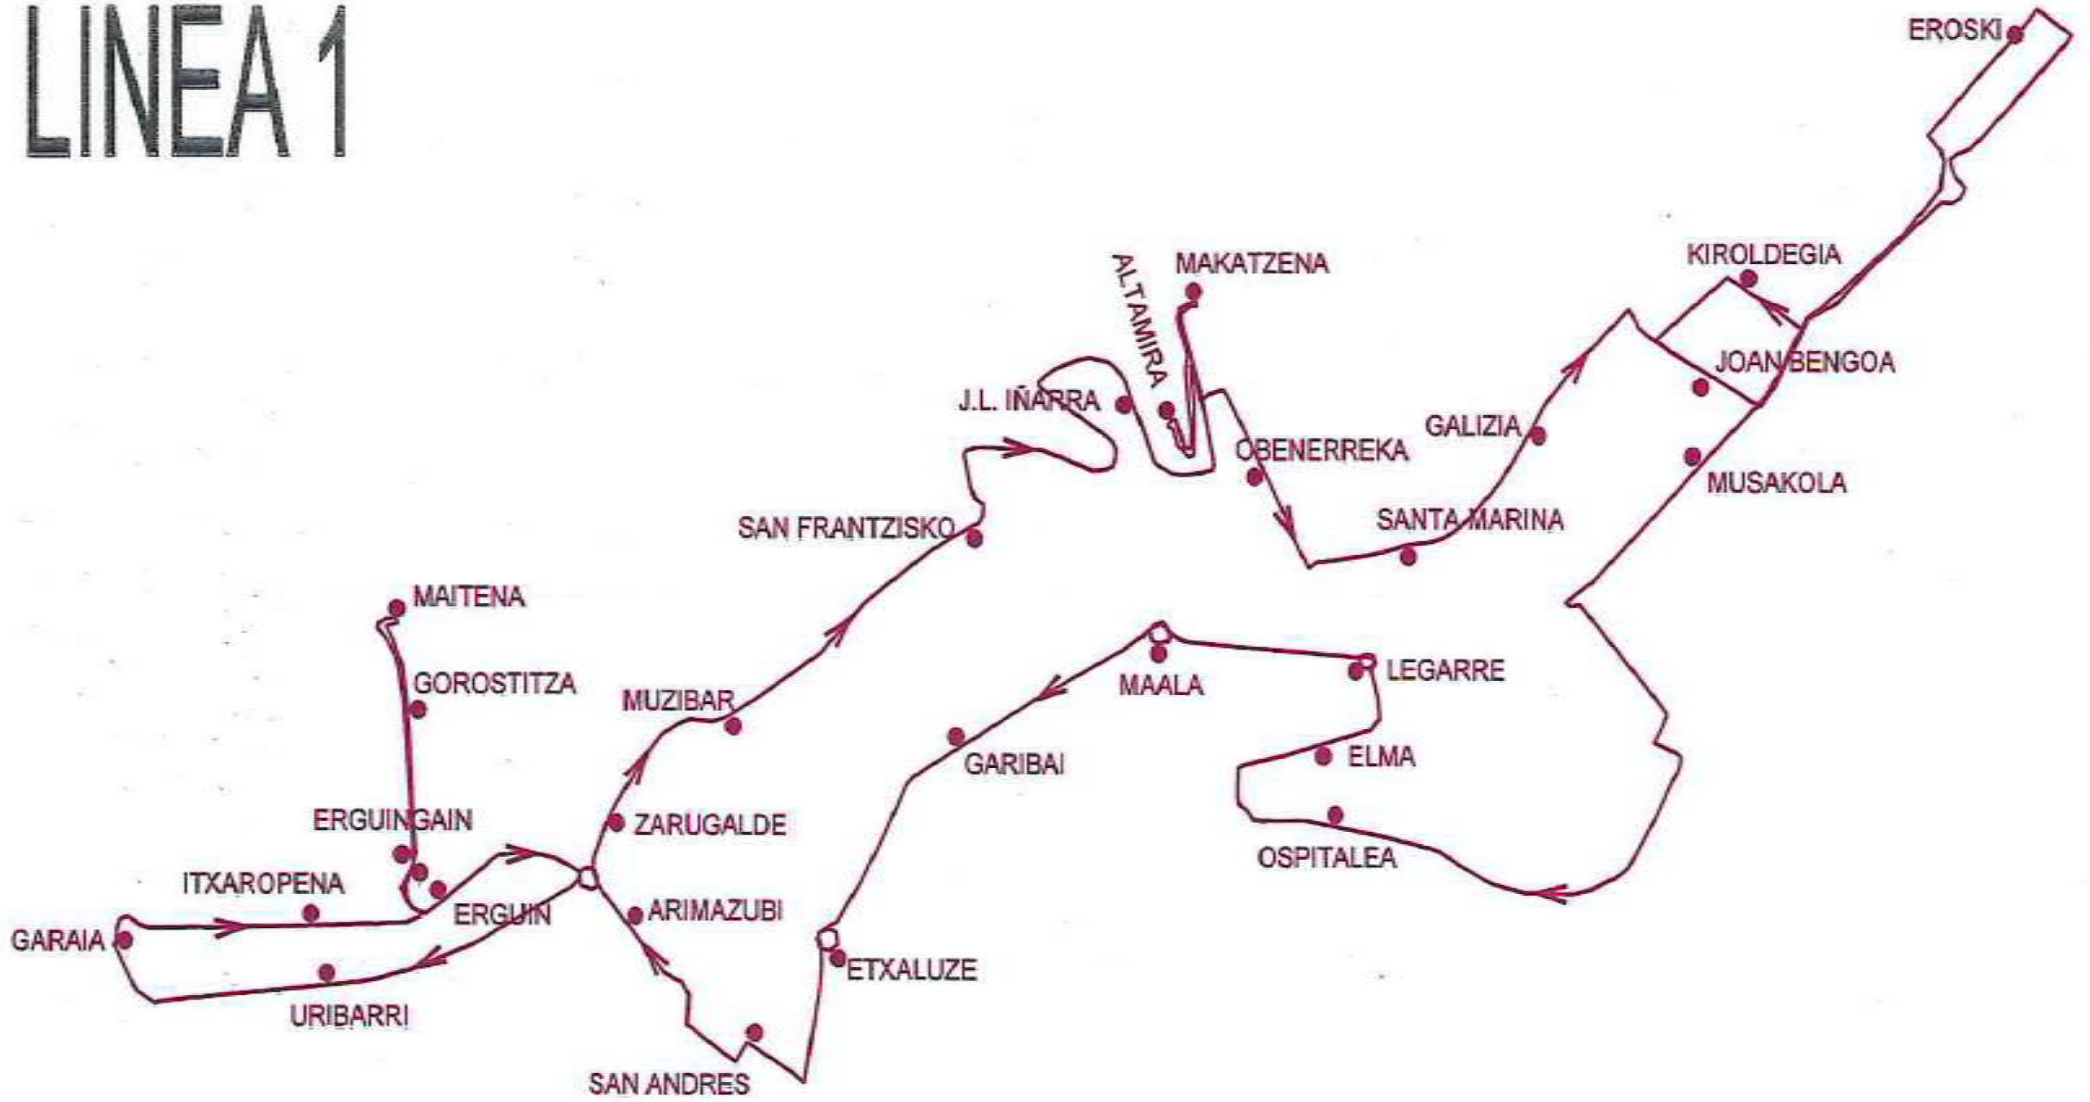 LINEA 1
EROSKI
KIROLDEGIA
MAKATZENA
ALTAMIRA
JOAN BENGOA
J.L. IÑARRA
GALIZIA
OBENERREKA
MUSAKOLA
SANTA MARINA
SAN FRANTZISKO
MAITENA
LEGARRE
GOROSTITZA
MAALA
MUZIBAR
ELMA
GARIBAI
ERGUINGAIN
ZARUGALDE
OSPITALEA
ITXAROPENA
ERGUIN
ARIMAZUBI
GARAIA
ETXALUZE
URIBARRI
SAN ANDRES